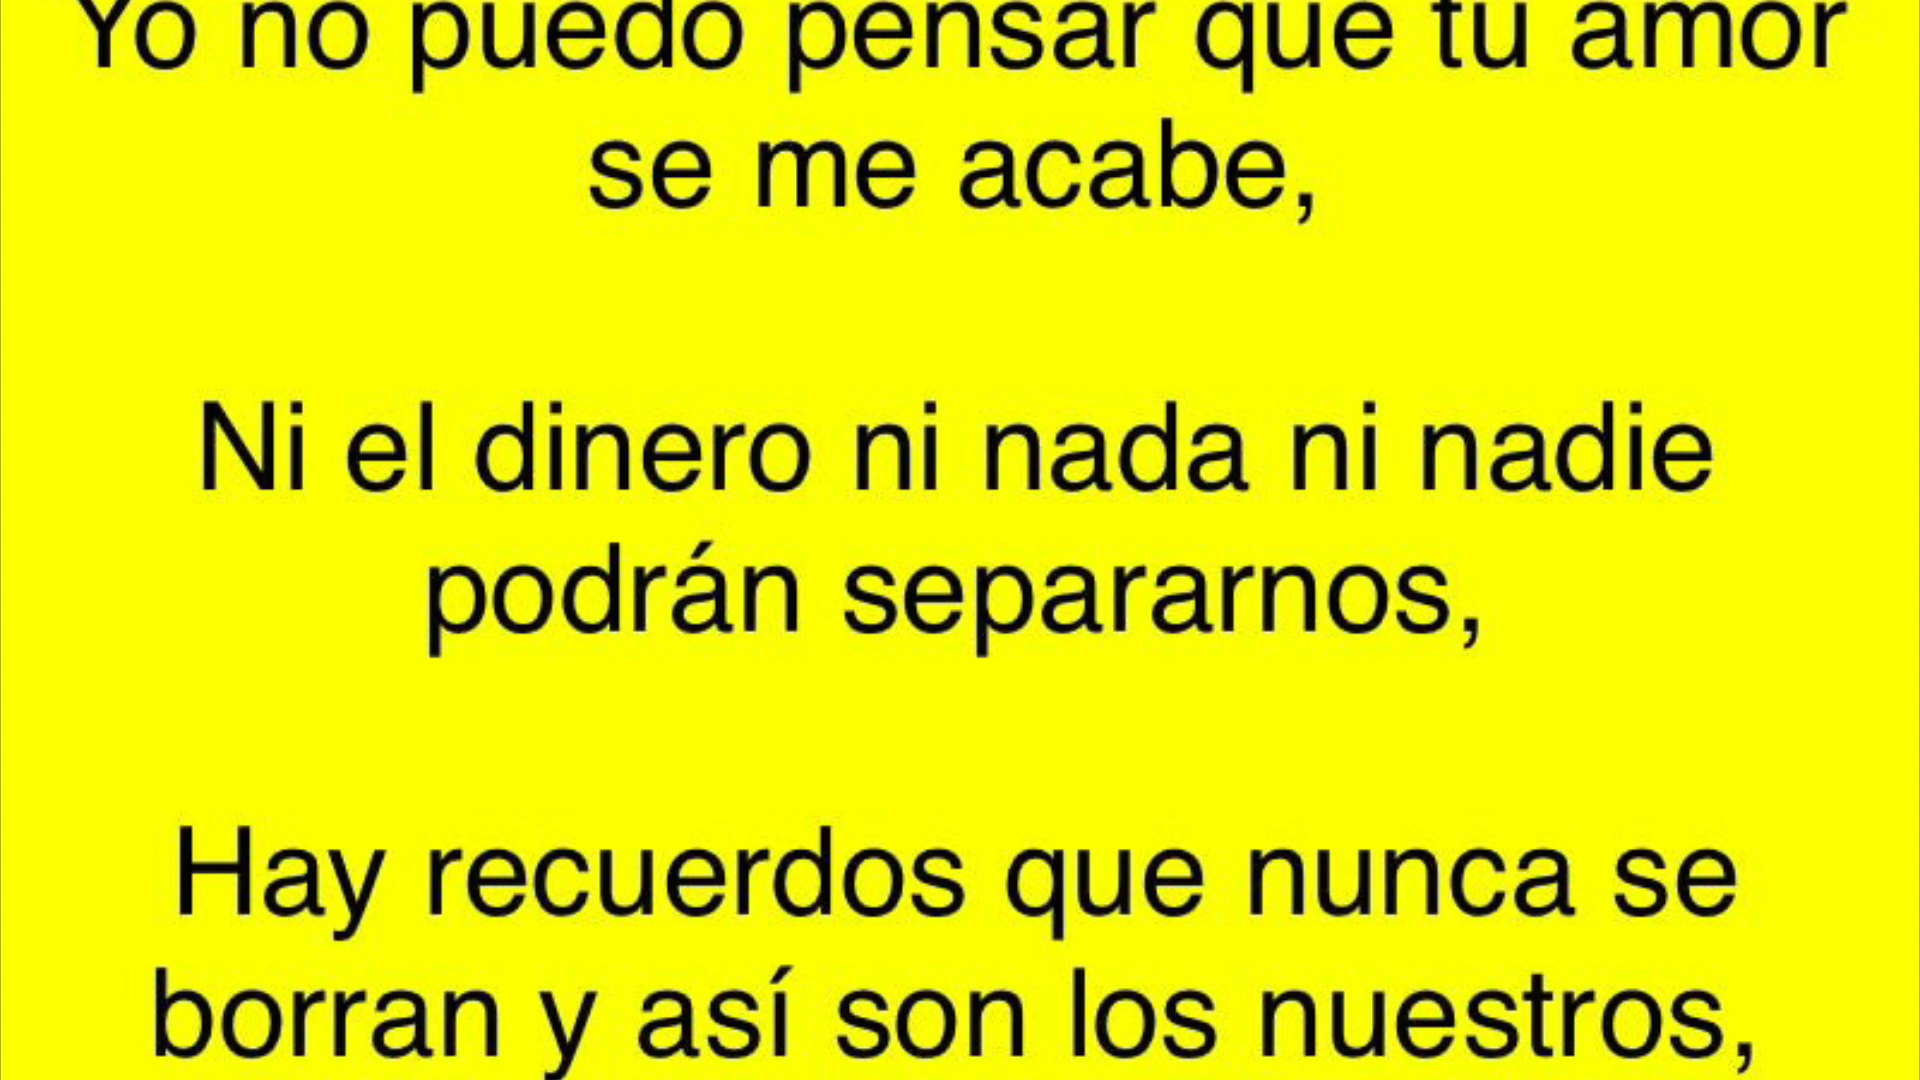 Yo no puedo pensar que tu amor
se me acabe,
Ni el dinero ni nada ni nadie
podrán separarnos,
Hay recuerdos que nunca se
borran y así son los nuestros,